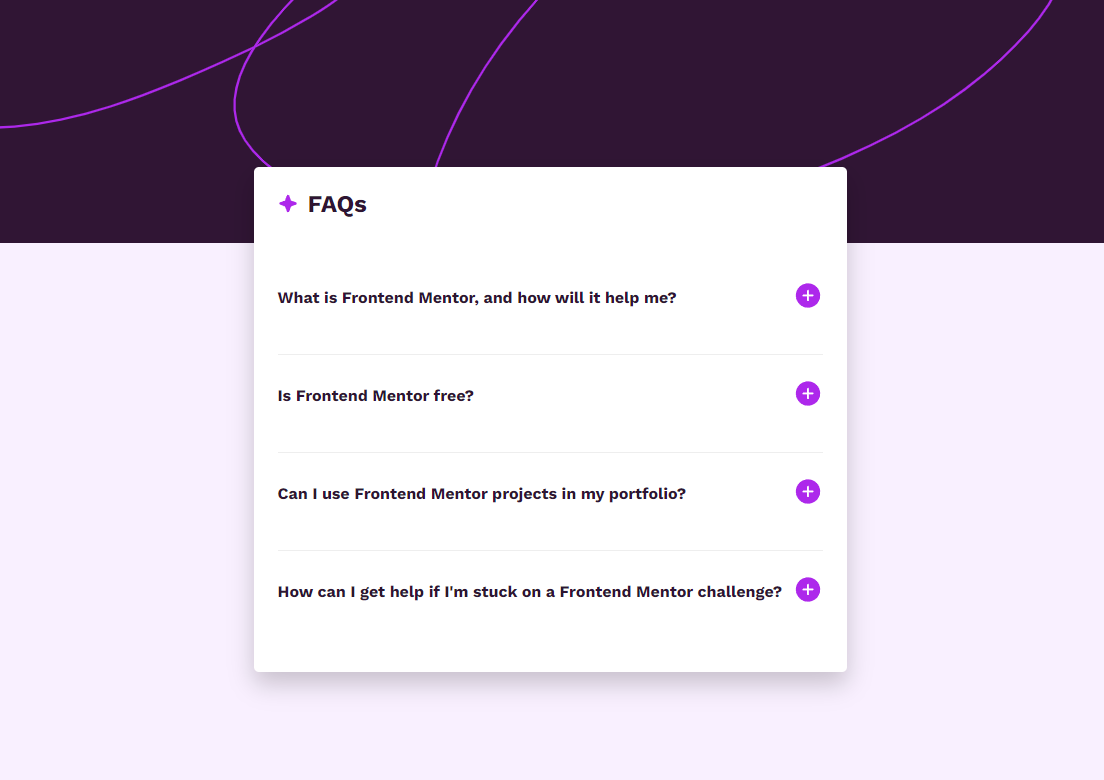 FAQs
What is Frontend Mentor, and how will it help me?
Is Frontend Mentor free?
Can I use Frontend Mentor projects in my portfolio?
How can I get help if I'm stuck on a Frontend Mentor challenge?